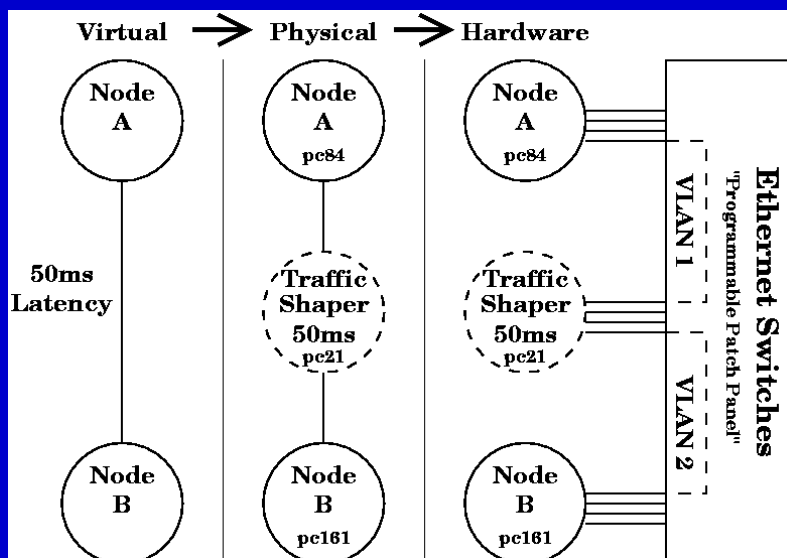 Virtual
Physical
Hardware
Node
A
50ms
Latency
Node
B
Node
A
pc84
Traffic
Shaper
50ms
pc21
Node
B
pc161
Node
A
pc84
Traffic
Shaper
50ms
pc21
Node
B
pc161
VLAN 1
VLAN 2
Ethernet Switches
"Programmable Patch Panel"